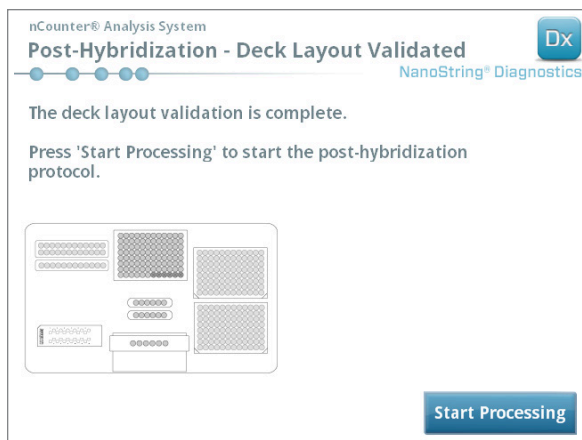 nCounter® Analysis System
Post-Hybridization - Deck Layout Validated
Dx
NanoString® Diagnostics
The deck layout validation is complete.
Press 'Start Processing' to start the post-hybridization
protocol.
Start Processing